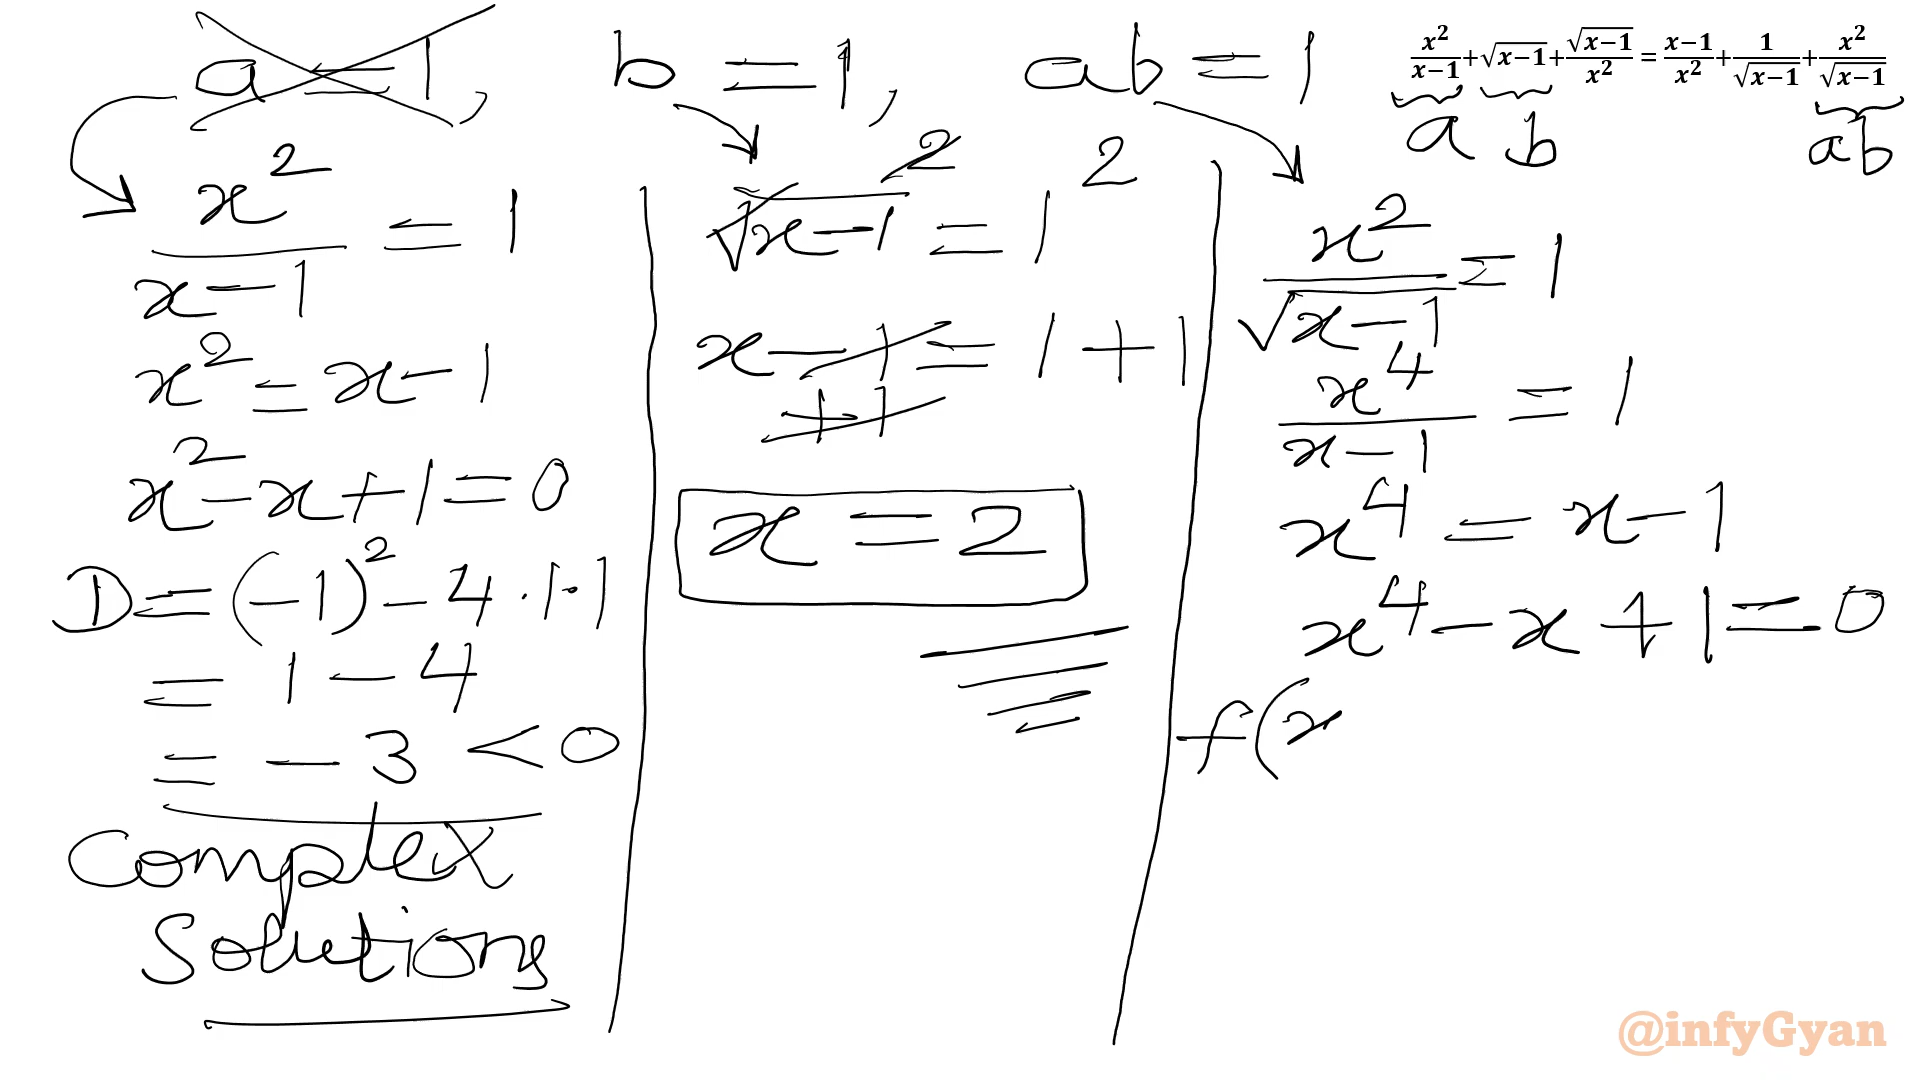 a = 1, b = 1, ab = 1
x²/(x-1) + √(x-1) + √(x-1)/x² = (x-1)/x² + 1/√(x-1) + x²/√(x-1)
a b ab
x²/(x-1) = 1
x² = x - 1
x² - x + 1 = 0
D = (-1)² - 4·1·1
= 1 - 4
= - 3 < 0
Complex
Solutions
√(x-1)² = 1²
x - 1 = 1 + 1
+ 1
x = 2
x²/√(x-1) = 1
x⁴/(x-1) = 1
x⁴ = x - 1
x⁴ - x + 1 = 0
f(x
@infyGyan